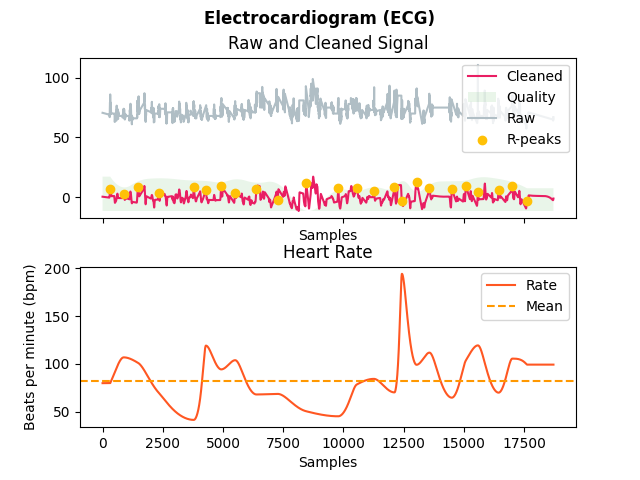 Electrocardiogram (ECG)
Raw and Cleaned Signal
100
50
0
Cleaned
Quality
Raw
R-peaks
Samples
Heart Rate
Beats per minute (bpm)
200
150
100
50
Rate
Mean
0 2500 5000 7500 10000 12500 15000 17500
Samples